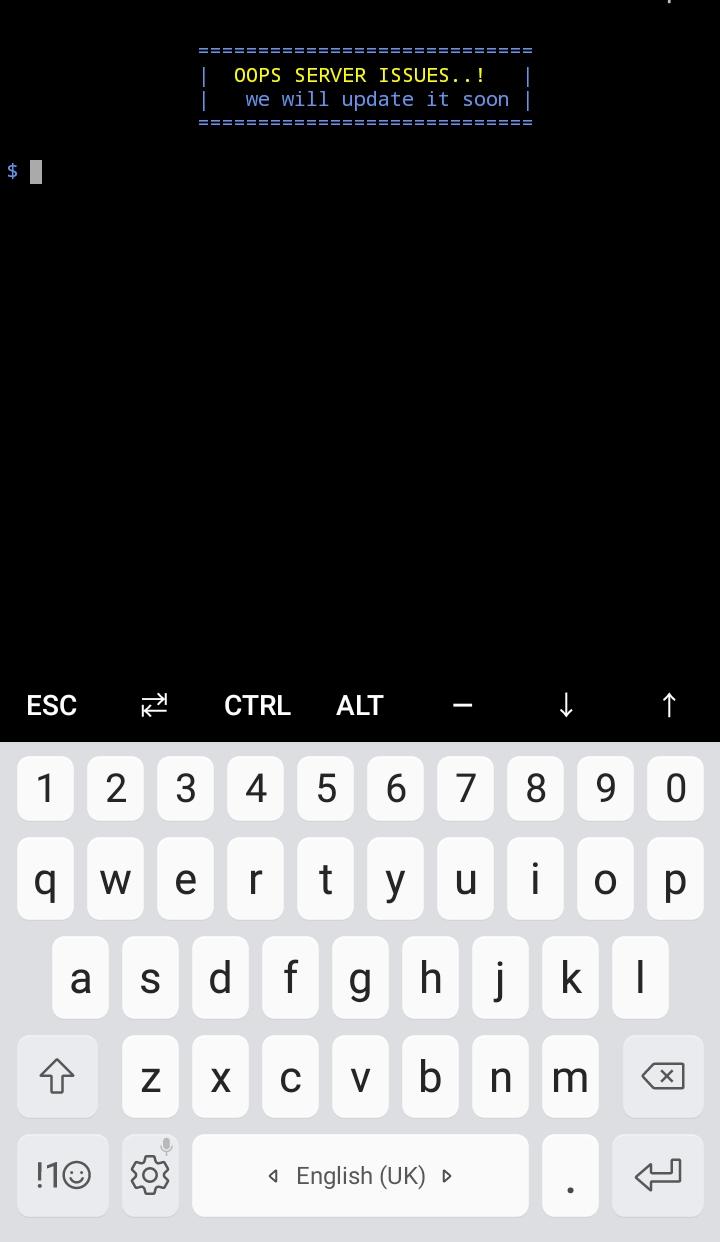 ============================
|  OOPS SERVER ISSUES..!   |
|   we will update it soon |
============================
$
ESC CTRL ALT – ↓ ↑
1 2 3 4 5 6 7 8 9 0
q w e r t y u i o p
a s d f g h j k l
z x c v b n m
!1☺ English (UK) .